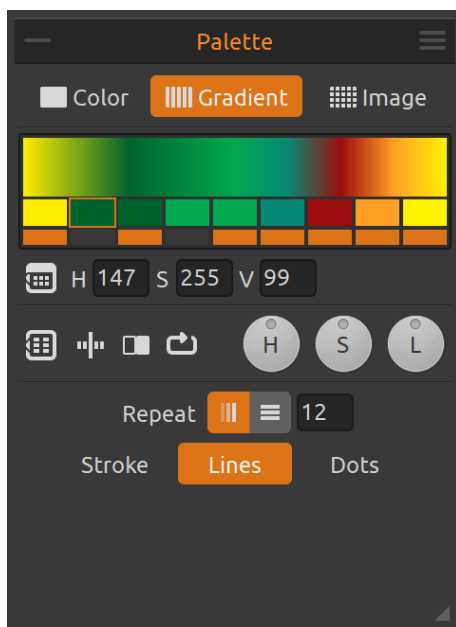 Palette
Color Gradient Image
H 147 S 255 V 99
H S L
Repeat 12
Stroke Lines Dots